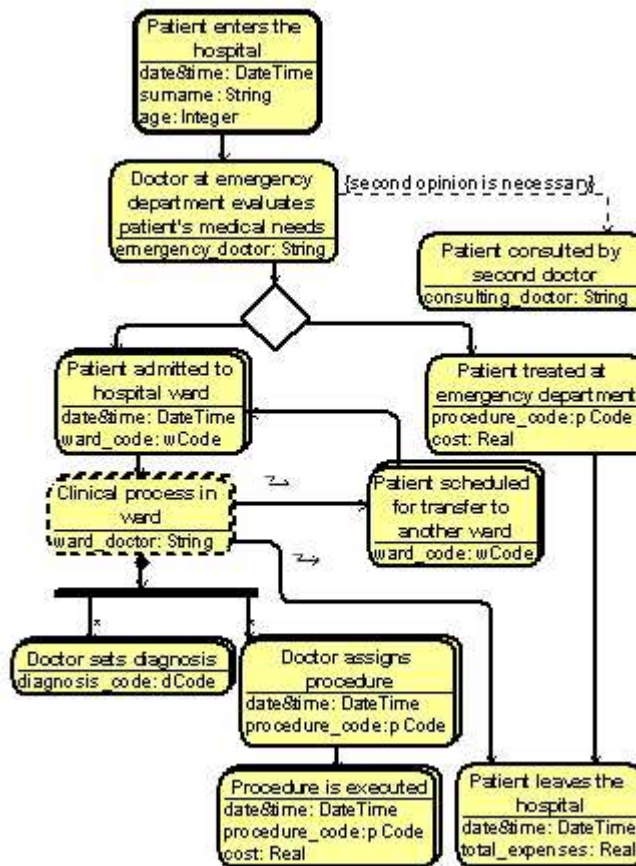 Patient enters the
hospital
date&time: DateTime
surname: String
age: Integer
Doctor at emergency
department evaluates
patient's medical needs
emergency_doctor: String
{second opinion is necessary}
Patient consulted by
second doctor
consulting_doctor: String
Patient admitted to
hospital ward
date&time: DateTime
ward_code: wCode
Patient treated at
emergency department
procedure_code:pCode
cost: Real
Clinical process in
ward
ward_doctor: String
Patient scheduled
for transfer to
another ward
ward_code: wCode
*
*
Doctor sets diagnosis
diagnosis_code: dCode
Doctor assigns
procedure
date&time: DateTime
procedure_code:pCode
Procedure is executed
date&time: DateTime
procedure_code:pCode
cost: Real
Patient leaves the
hospital
date&time: DateTime
total_expenses: Real